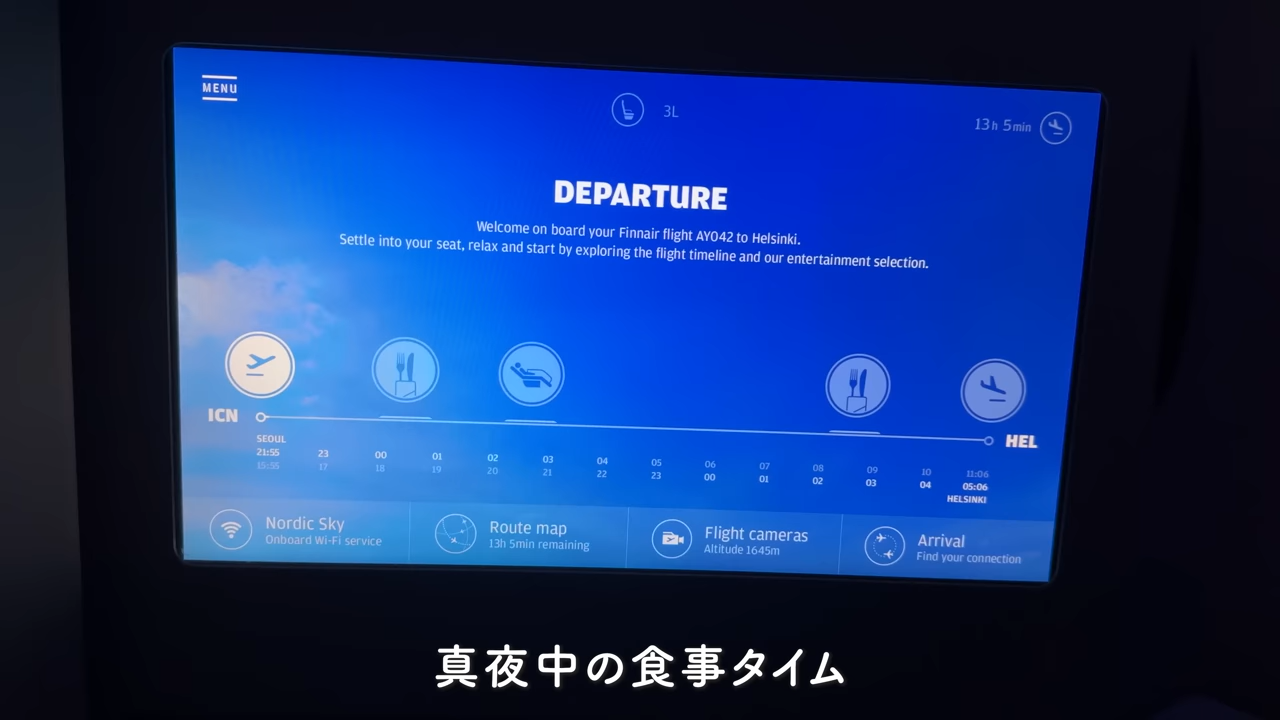 MENU
3L
13h 5min
DEPARTURE
Welcome on board your Finnair flight AY042 to Helsinki.
Settle into your seat, relax and start by exploring the flight timeline and our entertainment selection.
ICN
HEL
SEOUL
21:55 23 00 01 02 03 04 05 06 07 08 09 10 11:06
15:55 17 18 19 20 21 22 23 00 01 02 03 04 05:06
HELSINKI
Nordic Sky
Onboard Wi-Fi service
Route map
13h 5min remaining
Flight cameras
Altitude 1645m
Arrival
Find your connection
真夜中の食事タイム